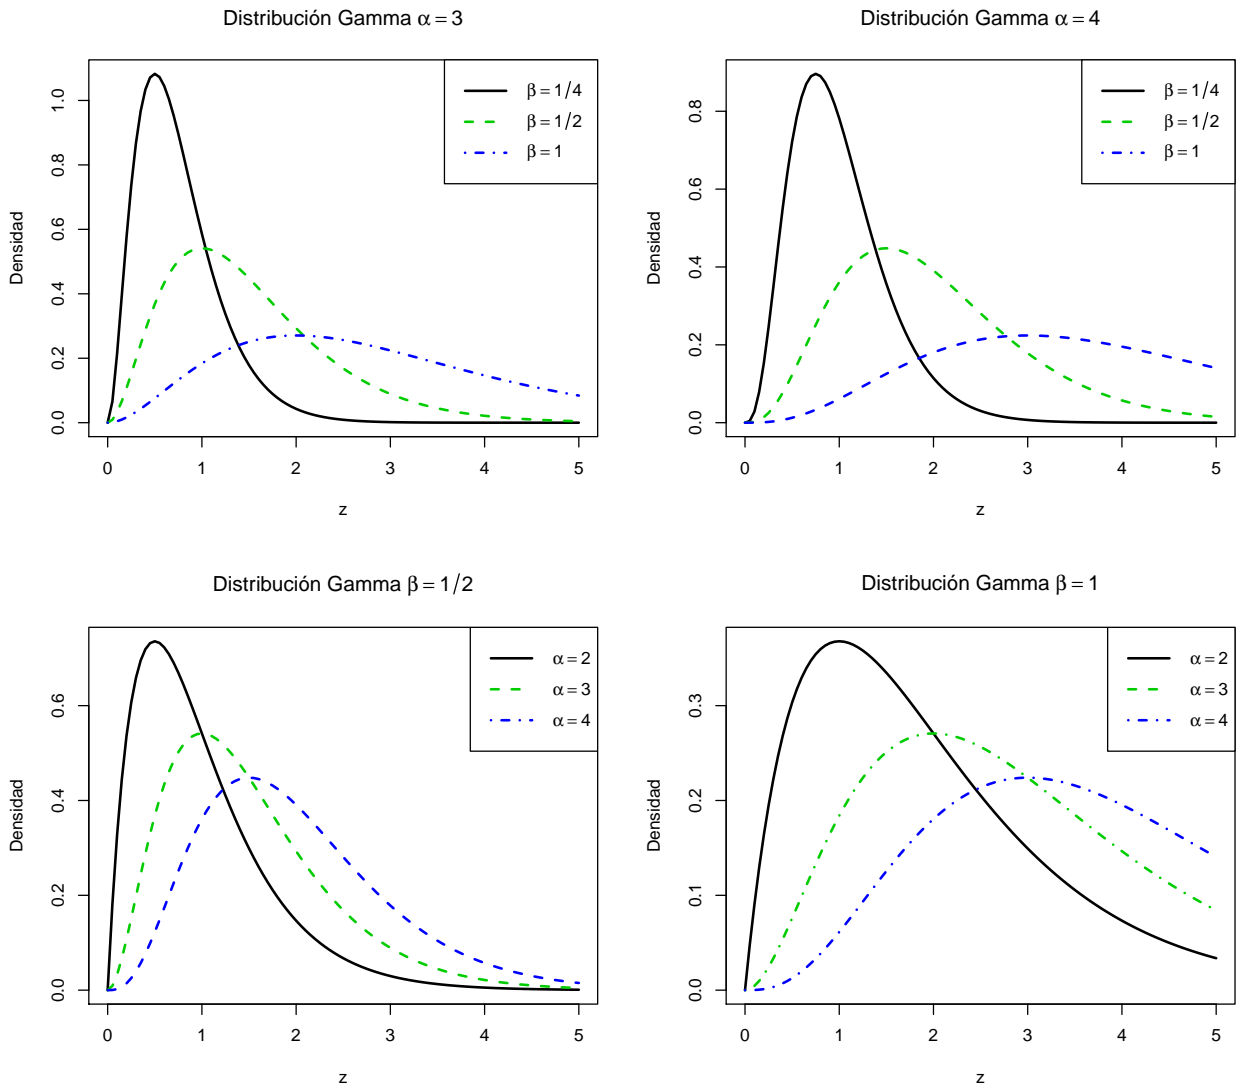 Distribución Gamma α = 3
Densidad
0.0 0.2 0.4 0.6 0.8 1.0
β = 1/4
β = 1/2
β = 1
0 1 2 3 4 5
z
Distribución Gamma α = 4
Densidad
0.0 0.2 0.4 0.6 0.8
β = 1/4
β = 1/2
β = 1
0 1 2 3 4 5
z
Distribución Gamma β = 1/2
Densidad
0.0 0.2 0.4 0.6
α = 2
α = 3
α = 4
0 1 2 3 4 5
z
Distribución Gamma β = 1
Densidad
0.0 0.1 0.2 0.3
α = 2
α = 3
α = 4
0 1 2 3 4 5
z